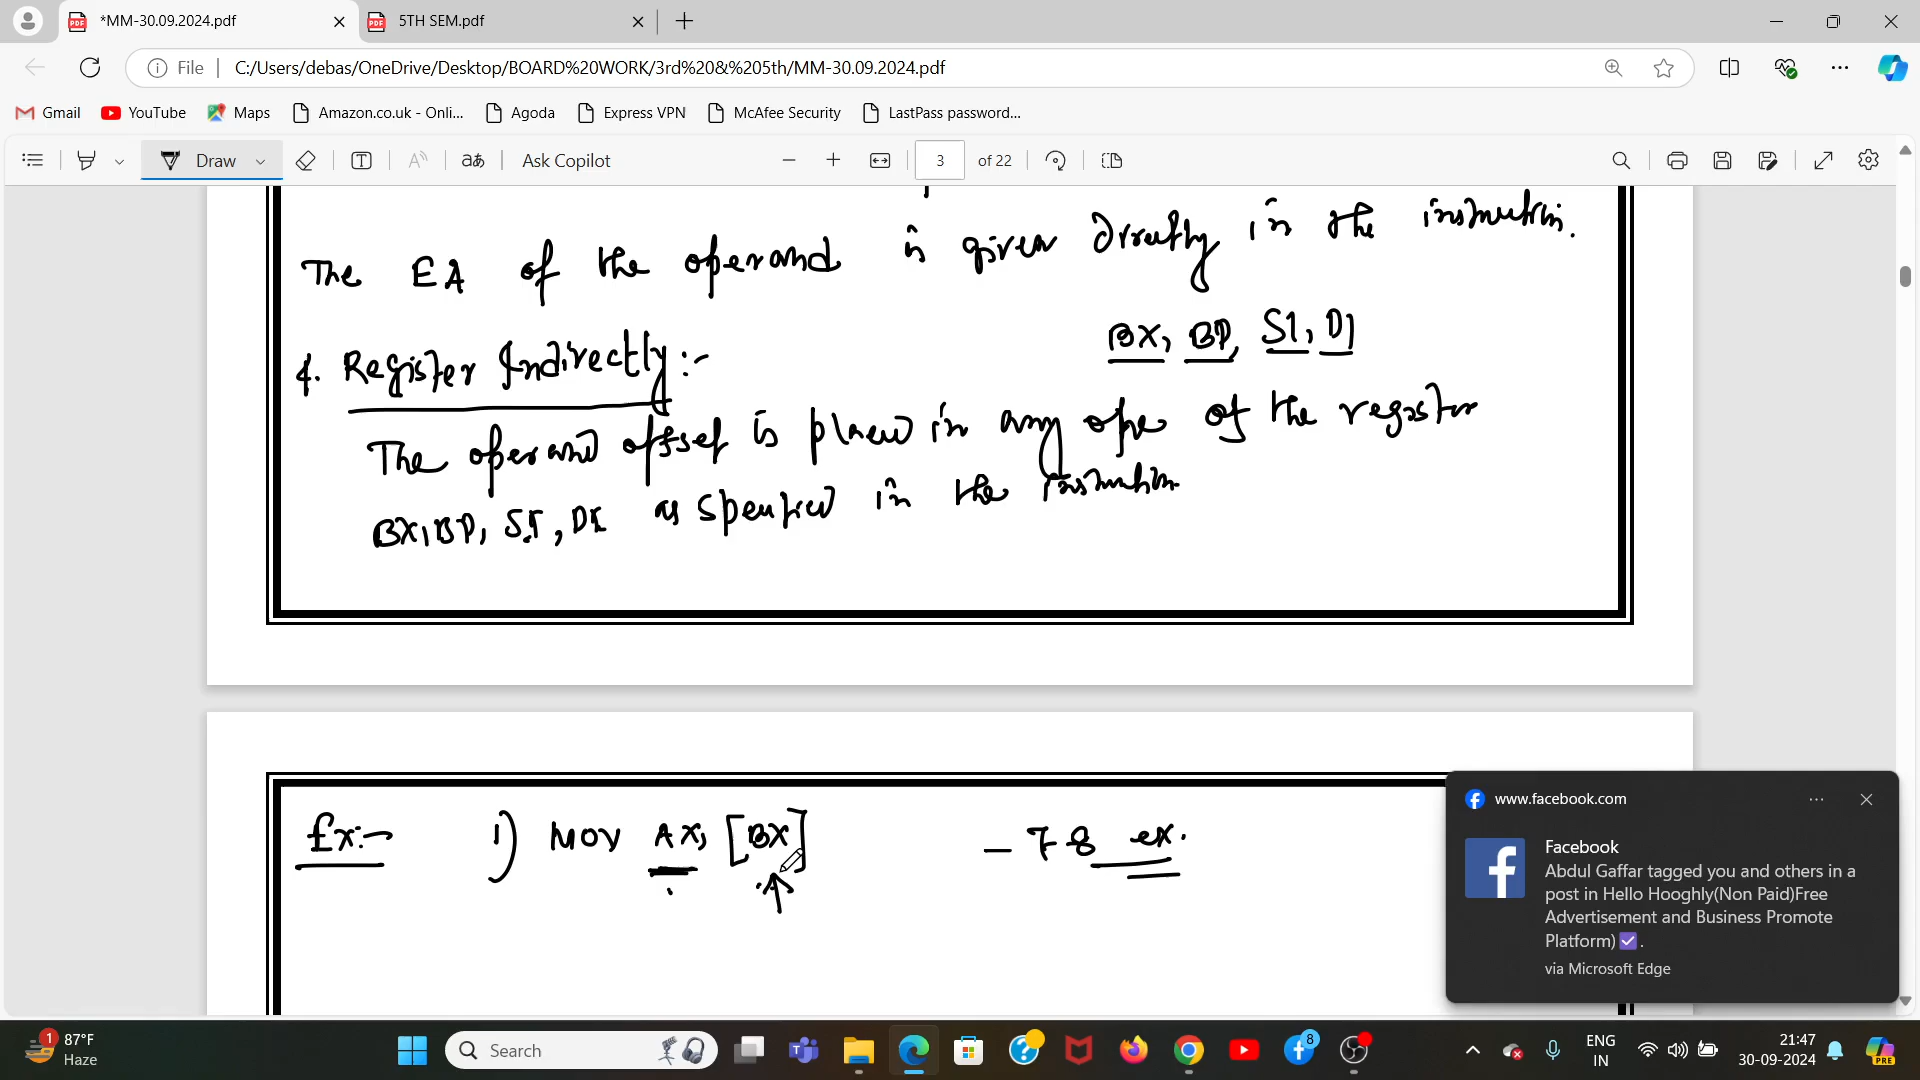 *MM-30.09.2024.pdf
5TH SEM.pdf
File
C:/Users/debas/OneDrive/Desktop/BOARD%20WORK/3rd%20&%205th/MM-30.09.2024.pdf
Gmail
YouTube
Maps
Amazon.co.uk - Onli...
Agoda
Express VPN
McAfee Security
LastPass password...
Draw
Ask Copilot
3
of 22
The EA of the operand is given Directly in the instruction.
BX, BP, SI, DI
4. Register Indirectly :-
The operand offset is placed in any one of the register
BX, BP, SI, DI as specified in the instruction
Ex:- 1) MOV AX, [BX] - 78 ex.
www.facebook.com
Facebook
Abdul Gaffar tagged you and others in a
post in Hello Hooghly(Non Paid)Free
Advertisement and Business Promote
Platform)☑.
via Microsoft Edge
1
87°F
Haze
Search
8
ENG
IN
21:47
30-09-2024
PRE